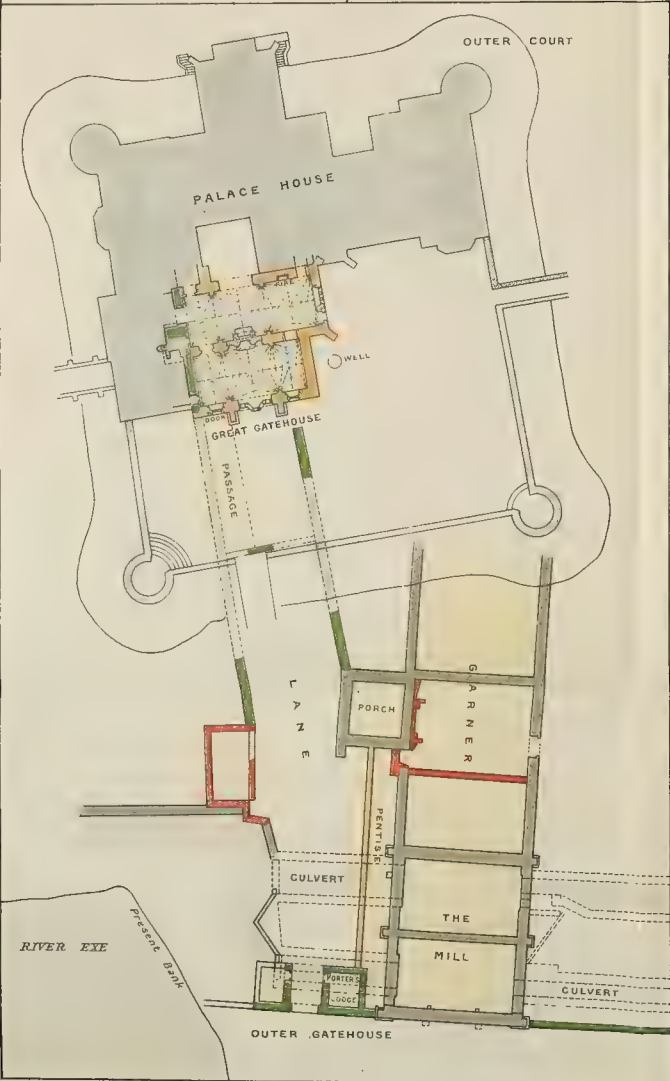 OUTER COURT
PALACE HOUSE
FIRE
WELL
DOOR
GREAT GATEHOUSE
PASSAGE
LANE
PORCH
GARNER
PENTISE
CULVERT
THE
MILL
RIVER EXE
Present Bank
PORTER'S
LODGE
CULVERT
OUTER GATEHOUSE